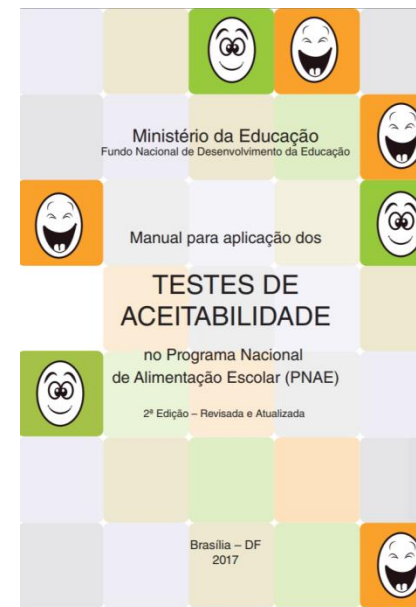 Ministério da Educação
Fundo Nacional de Desenvolvimento da Educação
Manual para aplicação dos
TESTES DE
ACEITABILIDADE
no Programa Nacional
de Alimentação Escolar (PNAE)
2ª Edição – Revisada e Atualizada
Brasília – DF
2017